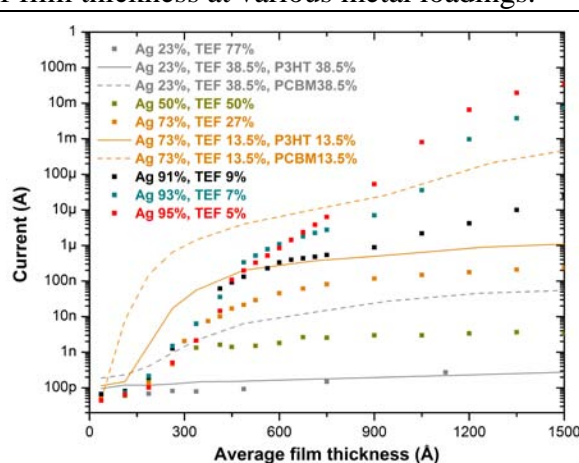 film thickness at various metal loadings.
1
100m
10m
1m
100µ
10µ
1µ
100n
10n
1n
100p
Current (A)
Ag 23%, TEF 77%
Ag 23%, TEF 38.5%, P3HT 38.5%
Ag 23%, TEF 38.5%, PCBM38.5%
Ag 50%, TEF 50%
Ag 73%, TEF 27%
Ag 73%, TEF 13.5%, P3HT 13.5%
Ag 73%, TEF 13.5%, PCBM13.5%
Ag 91%, TEF 9%
Ag 93%, TEF 7%
Ag 95%, TEF 5%
0 300 600 900 1200 1500
Average film thickness (Å)